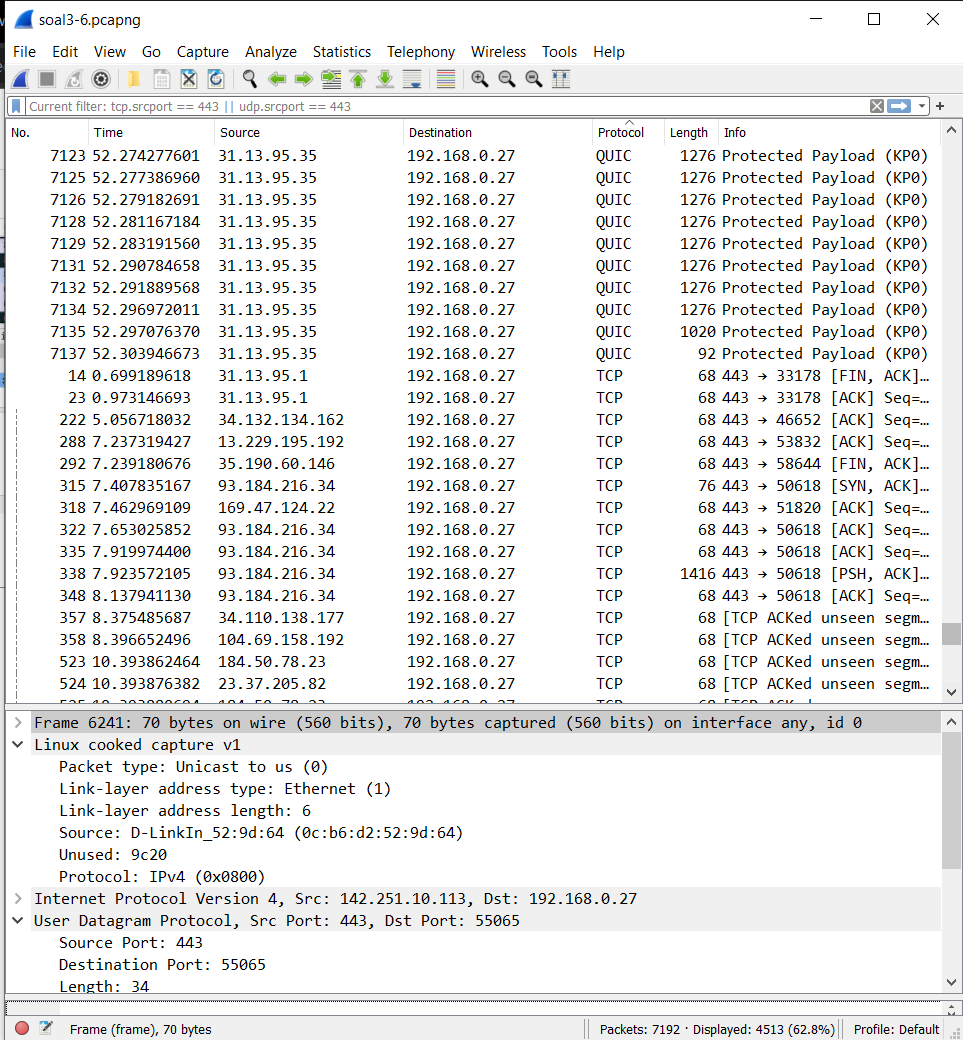 soal3-6.pcapng
File Edit View Go Capture Analyze Statistics Telephony Wireless Tools Help
Current filter: tcp.srcport == 443 || udp.srcport == 443
No. Time Source Destination Protocol Length Info
7123 52.274277601 31.13.95.35 192.168.0.27 QUIC 1276 Protected Payload (KP0)
7125 52.277386960 31.13.95.35 192.168.0.27 QUIC 1276 Protected Payload (KP0)
7126 52.279182691 31.13.95.35 192.168.0.27 QUIC 1276 Protected Payload (KP0)
7128 52.281167184 31.13.95.35 192.168.0.27 QUIC 1276 Protected Payload (KP0)
7129 52.283191560 31.13.95.35 192.168.0.27 QUIC 1276 Protected Payload (KP0)
7131 52.290784658 31.13.95.35 192.168.0.27 QUIC 1276 Protected Payload (KP0)
7132 52.291889568 31.13.95.35 192.168.0.27 QUIC 1276 Protected Payload (KP0)
7134 52.296972011 31.13.95.35 192.168.0.27 QUIC 1276 Protected Payload (KP0)
7135 52.297076370 31.13.95.35 192.168.0.27 QUIC 1020 Protected Payload (KP0)
7137 52.303946673 31.13.95.35 192.168.0.27 QUIC 92 Protected Payload (KP0)
14 0.699189618 31.13.95.1 192.168.0.27 TCP 68 443 → 33178 [FIN, ACK]…
23 0.973146693 31.13.95.1 192.168.0.27 TCP 68 443 → 33178 [ACK] Seq=…
222 5.056718032 34.132.134.162 192.168.0.27 TCP 68 443 → 46652 [ACK] Seq=…
288 7.237319427 13.229.195.192 192.168.0.27 TCP 68 443 → 53832 [ACK] Seq=…
292 7.239180676 35.190.60.146 192.168.0.27 TCP 68 443 → 58644 [FIN, ACK]…
315 7.407835167 93.184.216.34 192.168.0.27 TCP 76 443 → 50618 [SYN, ACK]…
318 7.462969109 169.47.124.22 192.168.0.27 TCP 68 443 → 51820 [ACK] Seq=…
322 7.653025852 93.184.216.34 192.168.0.27 TCP 68 443 → 50618 [ACK] Seq=…
335 7.919974400 93.184.216.34 192.168.0.27 TCP 68 443 → 50618 [ACK] Seq=…
338 7.923572105 93.184.216.34 192.168.0.27 TCP 1416 443 → 50618 [PSH, ACK]…
348 8.137941130 93.184.216.34 192.168.0.27 TCP 68 443 → 50618 [ACK] Seq=…
357 8.375485687 34.110.138.177 192.168.0.27 TCP 68 [TCP ACKed unseen segm…
358 8.396652496 104.69.158.192 192.168.0.27 TCP 68 [TCP ACKed unseen segm…
523 10.393862464 184.50.78.23 192.168.0.27 TCP 68 [TCP ACKed unseen segm…
524 10.393876382 23.37.205.82 192.168.0.27 TCP 68 [TCP ACKed unseen segm…
Frame 6241: 70 bytes on wire (560 bits), 70 bytes captured (560 bits) on interface any, id 0
Linux cooked capture v1
Packet type: Unicast to us (0)
Link-layer address type: Ethernet (1)
Link-layer address length: 6
Source: D-LinkIn_52:9d:64 (0c:b6:d2:52:9d:64)
Unused: 9c20
Protocol: IPv4 (0x0800)
Internet Protocol Version 4, Src: 142.251.10.113, Dst: 192.168.0.27
User Datagram Protocol, Src Port: 443, Dst Port: 55065
Source Port: 443
Destination Port: 55065
Length: 34
Frame (frame), 70 bytes
Packets: 7192 · Displayed: 4513 (62.8%)
Profile: Default